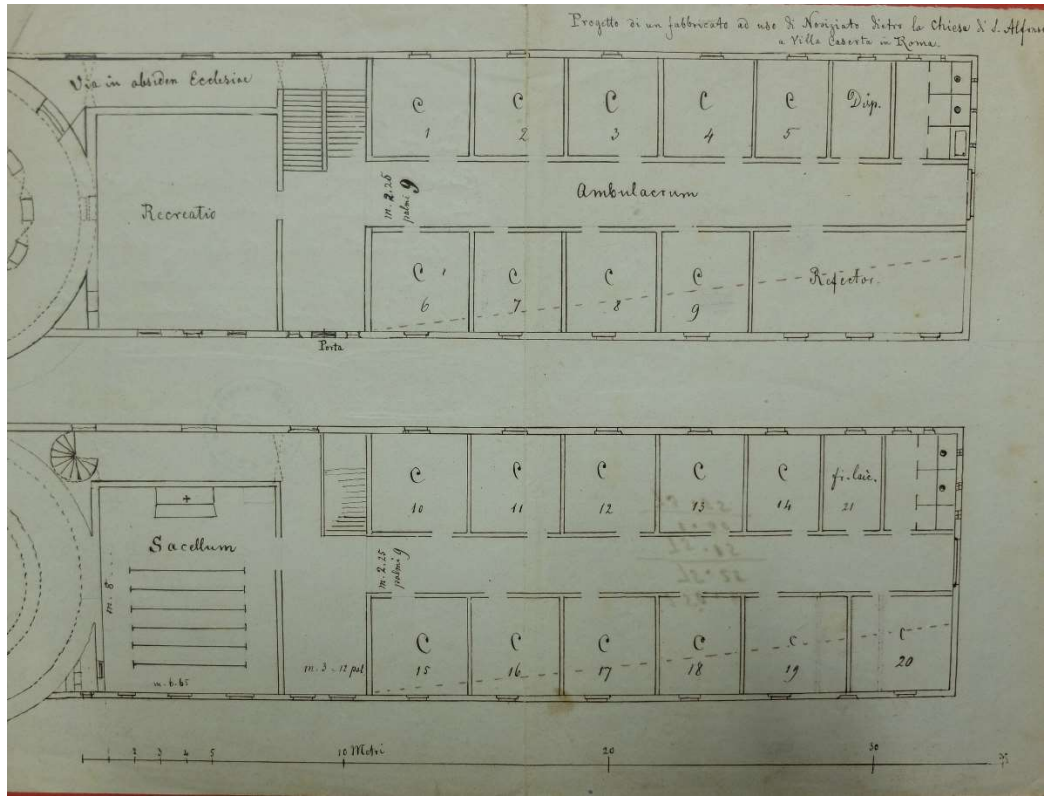 Progetto di un fabbricato ad uso di Noviziato dietro la Chiesa di S. Alfonso
a Villa Caserta in Roma.
Via in absidem Ecclesiae
C 1
C 2
C 3
C 4
C 5
Disp.
Recreatio
m. 2.25
palmi 9
Ambulacrum
C 6
C 7
C 8
C 9
Refector.
Porta
C 10
C 11
C 12
C 13
C 14
fr. laic.
21
+
Sacellum
m. 8
m. 6.65
m. 2.25
palmi 9
m. 3 - 12 pal
C 15
C 16
C 17
C 18
C 19
C 20
1 2 3 4 5 10 Metri 20 30 35